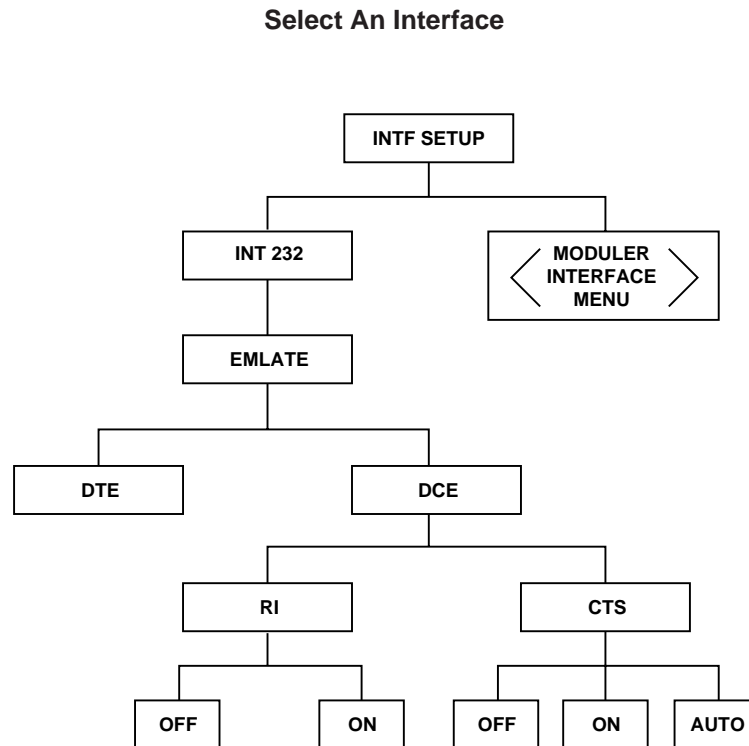 Select An Interface
INTF SETUP
INT 232
MODULER
INTERFACE
MENU
EMLATE
DTE
DCE
RI
CTS
OFF
ON
OFF
ON
AUTO